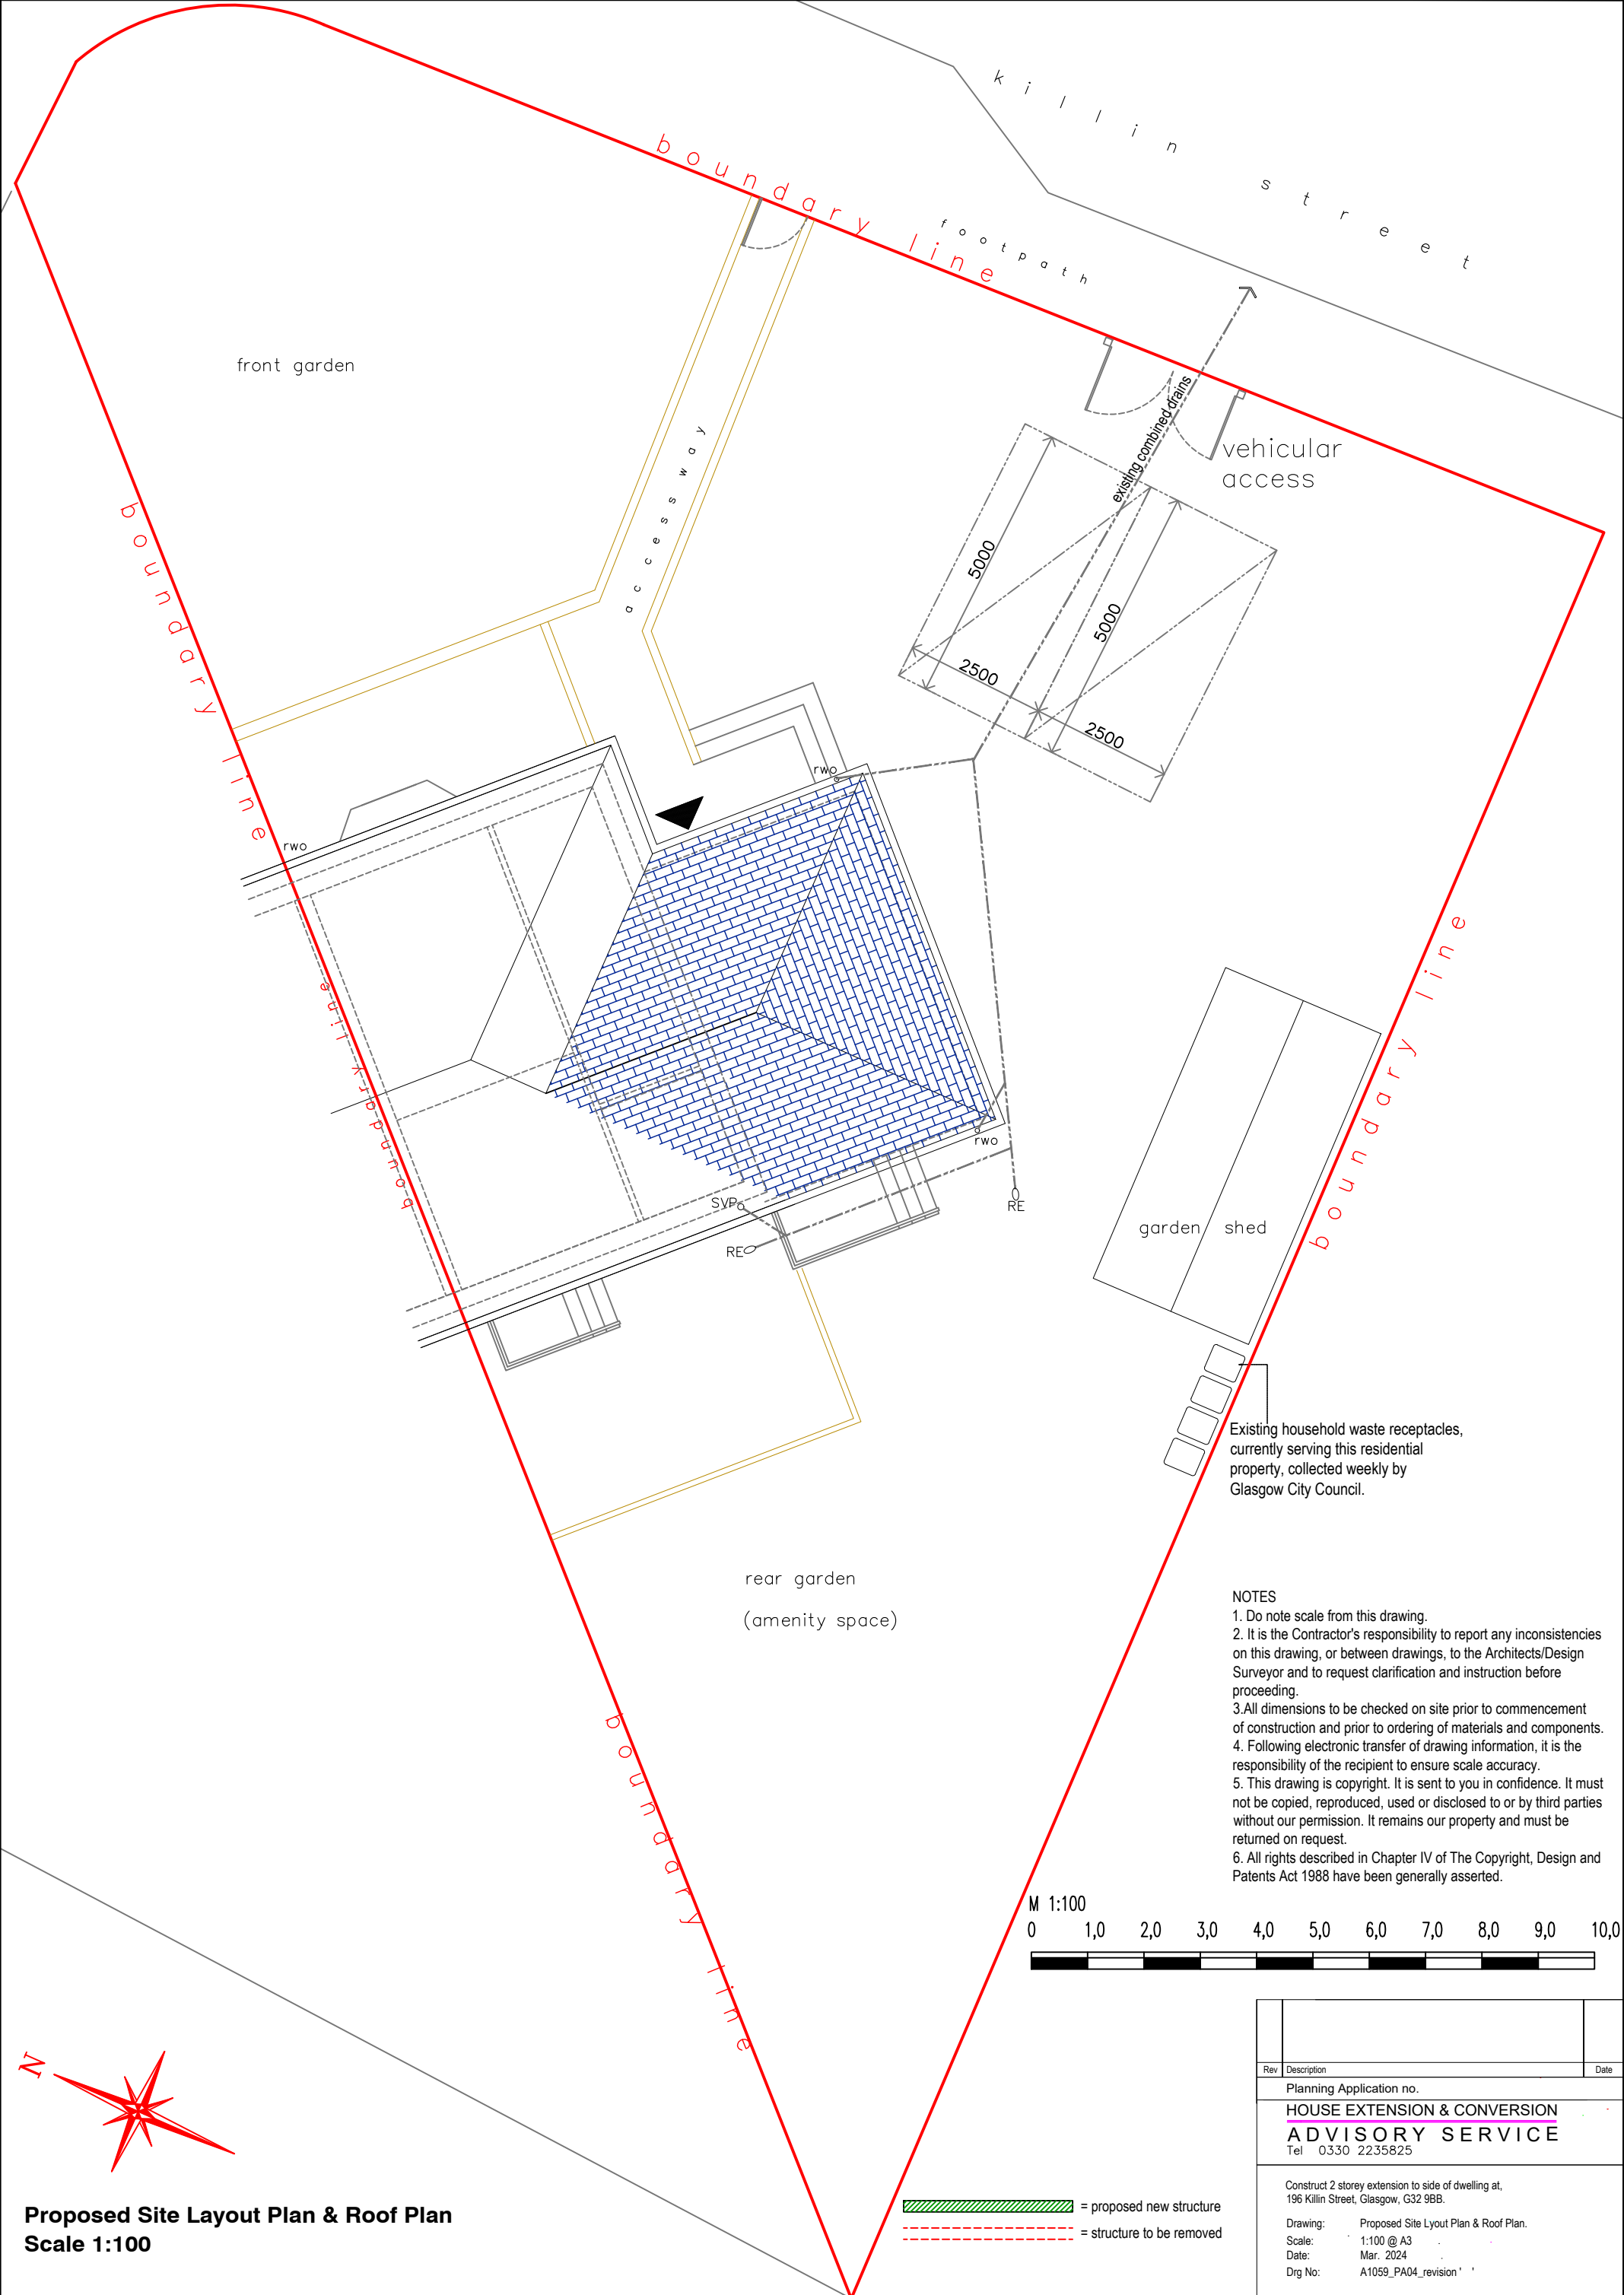 killin street
boundary line
footpath
front garden
existing combined drains
vehicular
access
access way
5000
5000
2500
2500
boundary line
rwo
rwo
boundary line
boundary line
rwo
SVP
RE
RE
garden shed
Existing household waste receptacles,
currently serving this residential
property, collected weekly by
Glasgow City Council.
rear garden
(amenity space)
boundary line
NOTES
1. Do note scale from this drawing.
2. It is the Contractor's responsibility to report any inconsistencies
on this drawing, or between drawings, to the Architects/Design
Surveyor and to request clarification and instruction before
proceeding.
3.All dimensions to be checked on site prior to commencement
of construction and prior to ordering of materials and components.
4. Following electronic transfer of drawing information, it is the
responsibility of the recipient to ensure scale accuracy.
5. This drawing is copyright. It is sent to you in confidence. It must
not be copied, reproduced, used or disclosed to or by third parties
without our permission. It remains our property and must be
returned on request.
6. All rights described in Chapter IV of The Copyright, Design and
Patents Act 1988 have been generally asserted.
M 1:100
0 1,0 2,0 3,0 4,0 5,0 6,0 7,0 8,0 9,0 10,0
N
Proposed Site Layout Plan & Roof Plan
Scale 1:100
= proposed new structure
= structure to be removed
Rev Description Date
Planning Application no.
HOUSE EXTENSION & CONVERSION
ADVISORY SERVICE
Tel 0330 2235825
Construct 2 storey extension to side of dwelling at,
196 Killin Street, Glasgow, G32 9BB.
Drawing: Proposed Site Lyout Plan & Roof Plan.
Scale: 1:100 @ A3
Date: Mar. 2024
Drg No: A1059_PA04_revision ' '